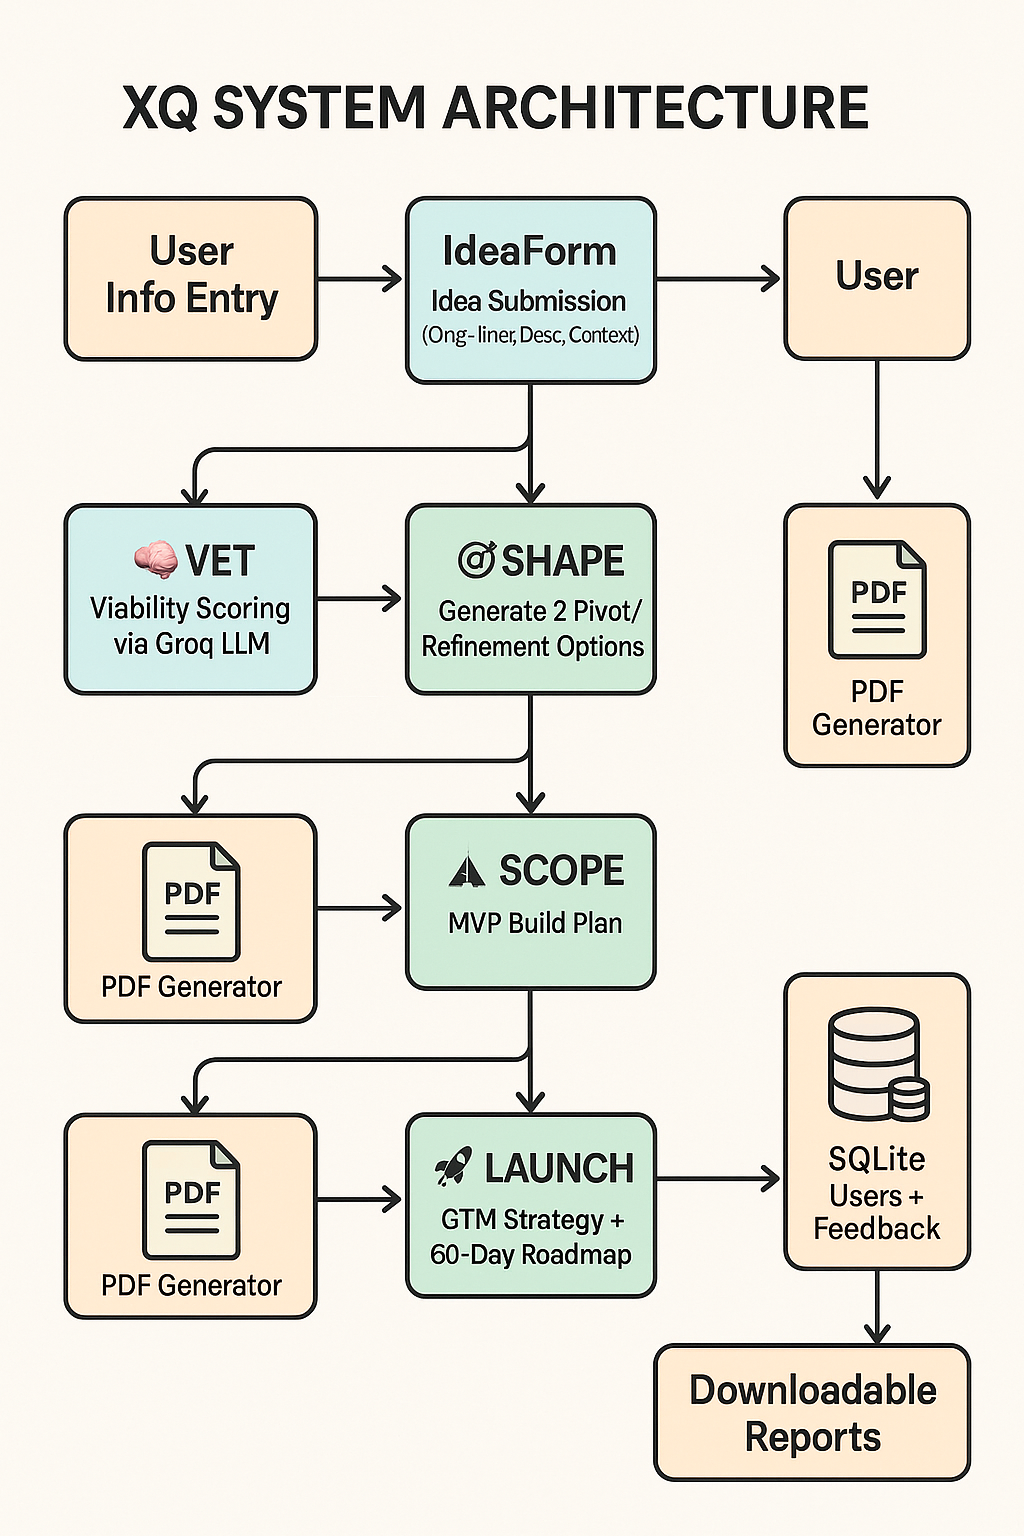 XQ SYSTEM ARCHITECTURE
User
Info Entry
IdeaForm
Idea Submission
(Ong-liner, Desc, Context)
User
VET
Viability Scoring
via Groq LLM
SHAPE
Generate 2 Pivot/
Refinement Options
PDF
PDF
Generator
PDF
PDF Generator
SCOPE
MVP Build Plan
PDF
PDF Generator
LAUNCH
GTM Strategy +
60-Day Roadmap
SQLite
Users +
Feedback
Downloadable
Reports